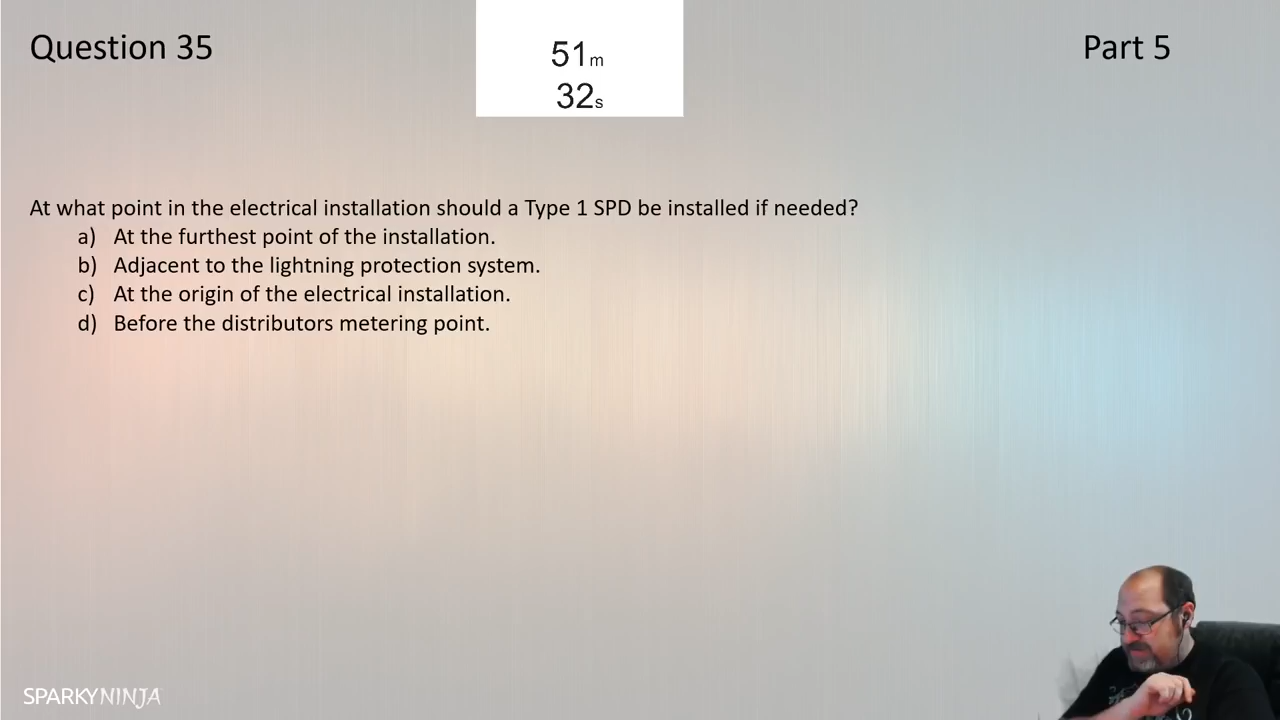 Question 35
51m
32s
Part 5
At what point in the electrical installation should a Type 1 SPD be installed if needed?
a) At the furthest point of the installation.
b) Adjacent to the lightning protection system.
c) At the origin of the electrical installation.
d) Before the distributors metering point.
SPARKYNINJA